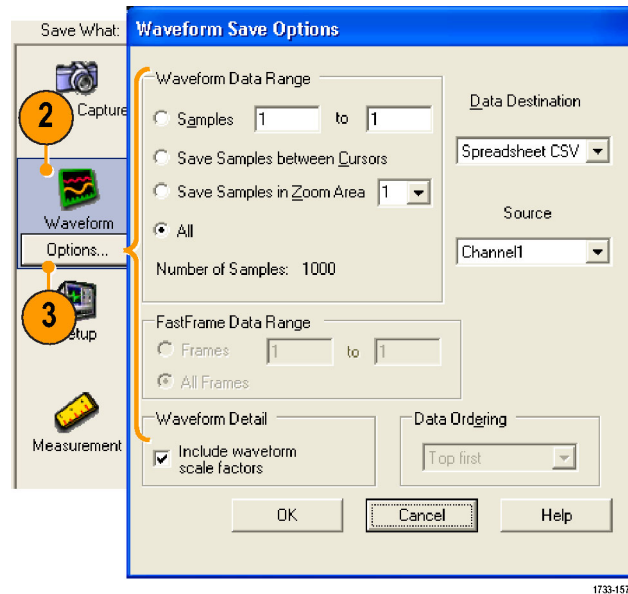 Save What:
Capture
2
Waveform
Options...
3
etup
Measurement
Waveform Save Options
Waveform Data Range
Samples 1 to 1
Save Samples between Cursors
Save Samples in Zoom Area 1
All
Number of Samples: 1000
Data Destination
Spreadsheet CSV
Source
Channel1
FastFrame Data Range
Frames 1 to 1
All Frames
Waveform Detail
Include waveform
scale factors
Data Ordering
Top first
OK Cancel Help
1733-157